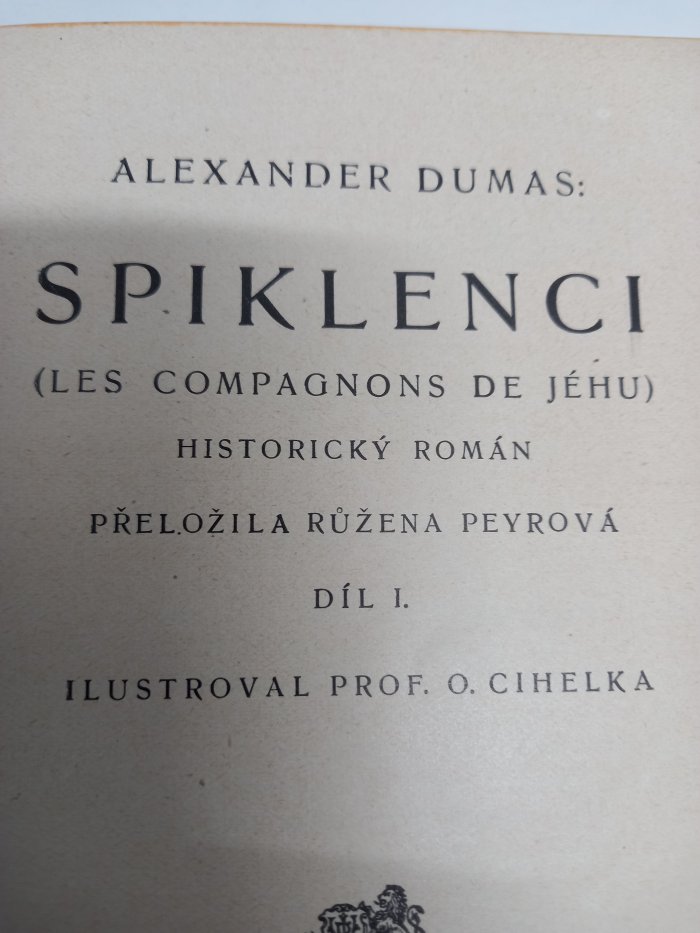 ALEXANDER DUMAS:
SPIKLENCI
(LES COMPAGNONS DE JÉHU)
HISTORICKÝ ROMÁN
PŘELOŽILA RŮŽENA PEYROVÁ
DÍL I.
ILUSTROVAL PROF. O. CIHELKA